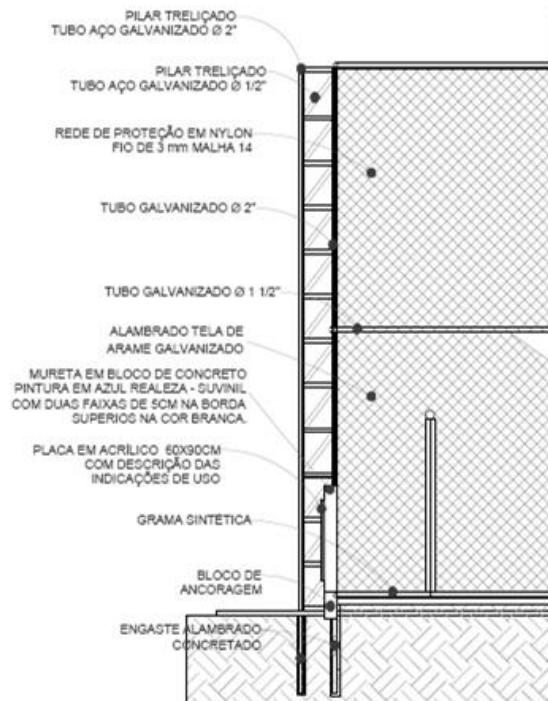 PILAR TRELIÇADO
TUBO AÇO GALVANIZADO Ø 2"
PILAR TRELIÇADO
TUBO AÇO GALVANIZADO Ø 1/2"
REDE DE PROTEÇÃO EM NYLON
FIO DE 3 mm MALHA 14
TUBO GALVANIZADO Ø 2"
TUBO GALVANIZADO Ø 1 1/2"
ALAMBRADO TELA DE
ARAME GALVANIZADO
MURETA EM BLOCO DE CONCRETO
PINTURA EM AZUL REALEZA - SUVINIL
COM DUAS FAIXAS DE 5CM NA BORDA
SUPERIOS NA COR BRANCA.
PLACA EM ACRÍLICO 60X90CM
COM DESCRIÇÃO DAS
INDICAÇÕES DE USO
GRAMA SINTÉTICA
BLOCO DE
ANCORAGEM
ENGASTE ALAMBRADO
CONCRETADO